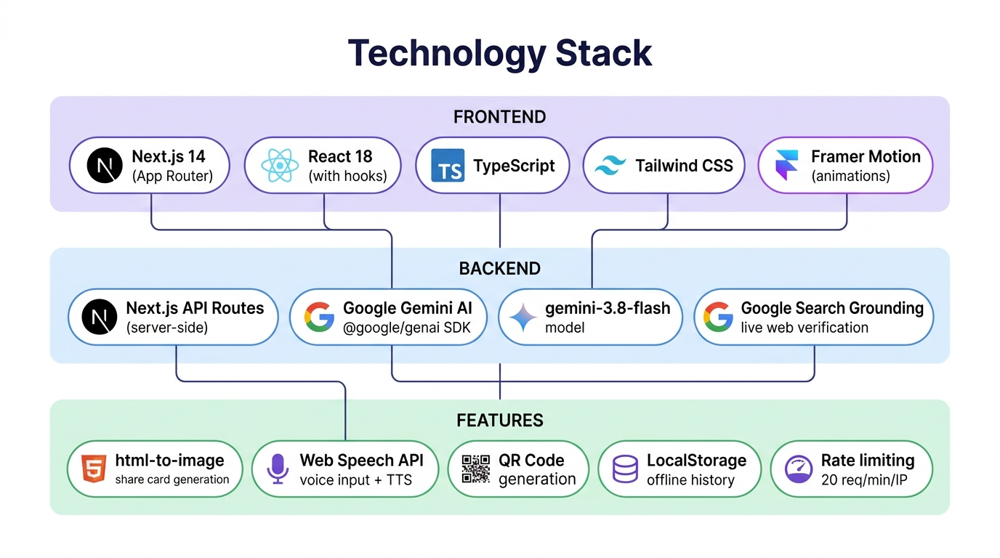 Technology Stack
FRONTEND
N
Next.js 14
(App Router)
React 18
(with hooks)
TS
TypeScript
Tailwind CSS
Framer Motion
(animations)
BACKEND
N
Next.js API Routes
(server-side)
G
Google Gemini AI
@google/genai SDK
gemini-3.8-flash
model
G
Google Search Grounding
live web verification
FEATURES
5
html-to-image
share card generation
Web Speech API
voice input + TTS
QR Code
generation
LocalStorage
offline history
Rate limiting
20 req/min/IP